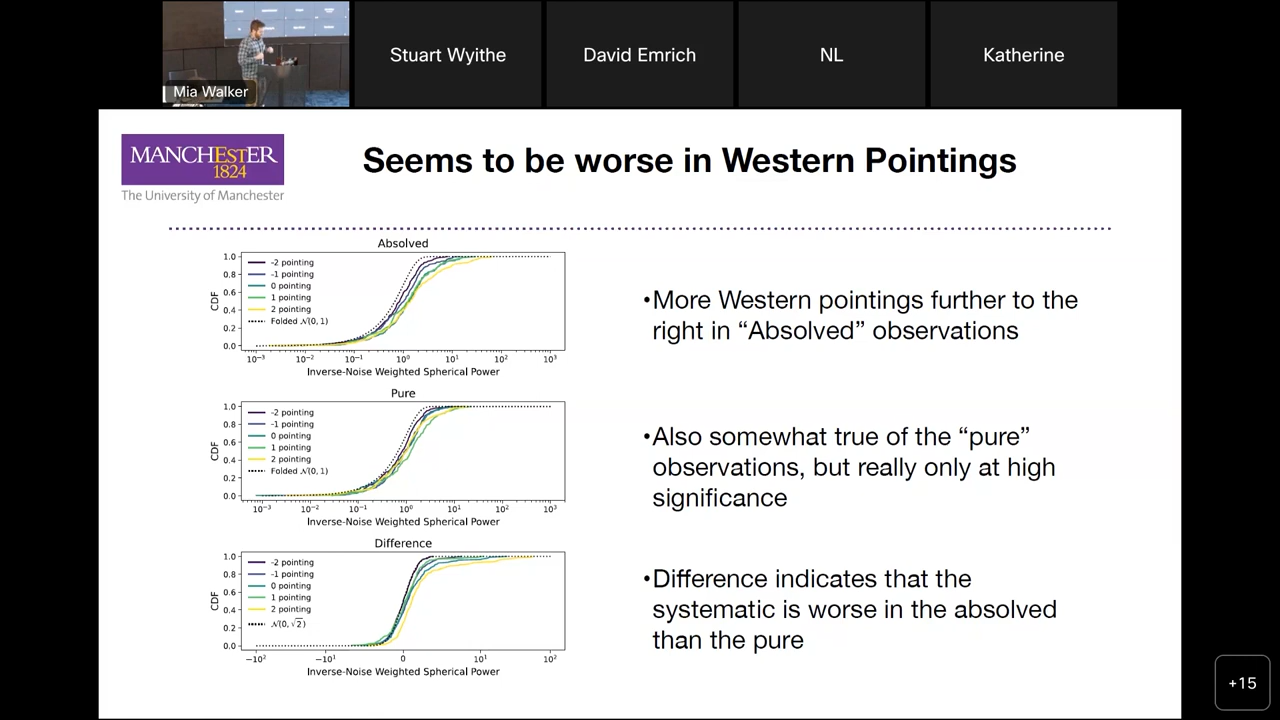 Mia Walker
Stuart Wyithe
David Emrich
NL
Katherine
MANCHESTER
1824
The University of Manchester
Seems to be worse in Western Pointings
Absolved
CDF
1.0
0.8
0.6
0.4
0.2
0.0
-2 pointing
-1 pointing
0 pointing
1 pointing
2 pointing
Folded 𝒩(0, 1)
10⁻³ 10⁻² 10⁻¹ 10⁰ 10¹ 10² 10³
Inverse-Noise Weighted Spherical Power
•More Western pointings further to the
right in “Absolved” observations
Pure
CDF
1.0
0.8
0.6
0.4
0.2
0.0
-2 pointing
-1 pointing
0 pointing
1 pointing
2 pointing
Folded 𝒩(0, 1)
10⁻³ 10⁻² 10⁻¹ 10⁰ 10¹ 10² 10³
Inverse-Noise Weighted Spherical Power
•Also somewhat true of the “pure”
observations, but really only at high
significance
Difference
CDF
1.0
0.8
0.6
0.4
0.2
0.0
-2 pointing
-1 pointing
0 pointing
1 pointing
2 pointing
𝒩(0, √2)
−10² −10¹ 0 10¹ 10²
Inverse-Noise Weighted Spherical Power
•Difference indicates that the
systematic is worse in the absolved
than the pure
+15